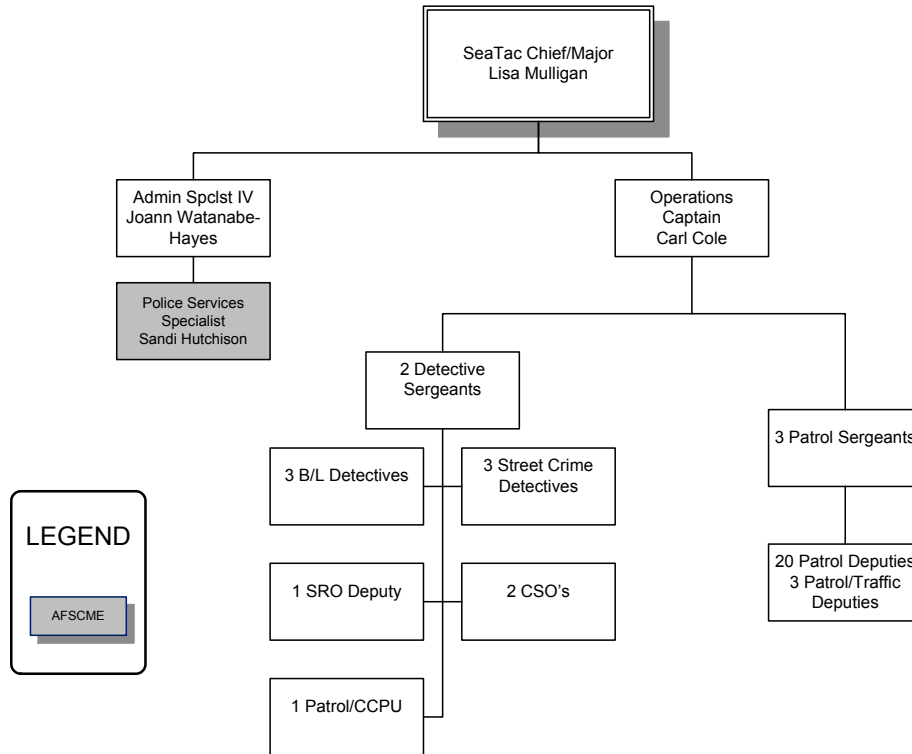 SeaTac Chief/Major
Lisa Mulligan
Admin Spclst IV
Joann Watanabe-
Hayes
Operations
Captain
Carl Cole
Police Services
Specialist
Sandi Hutchison
2 Detective
Sergeants
3 Patrol Sergeants
3 B/L Detectives
3 Street Crime
Detectives
LEGEND
AFSCME
1 SRO Deputy
2 CSO's
20 Patrol Deputies
3 Patrol/Traffic
Deputies
1 Patrol/CCPU